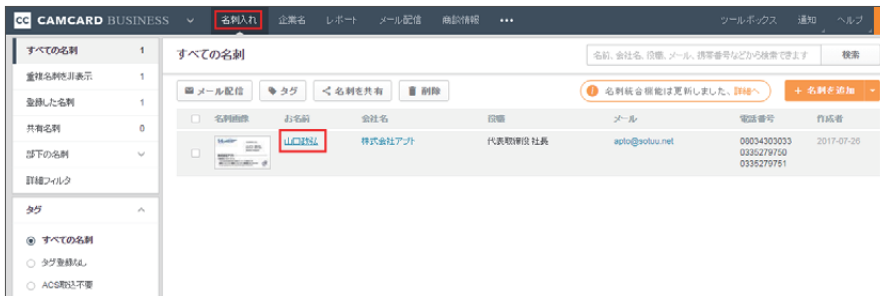 CC CAMCARD BUSINESS 名刺入れ 企業名 レポート メール配信 商談情報 ••• ツールボックス 通知 ヘルプ
すべての名刺 1
重複名刺を非表示 1
登録した名刺 1
共有名刺 0
部下の名刺
詳細フィルタ
タグ
すべての名刺
タグ登録なし
ACS取込不要
すべての名刺
名前、会社名、役職、メール、携帯番号などから検索できます 検索
メール配信 タグ 名刺を共有 削除 名刺統合機能は更新しました、詳細へ + 名刺を追加
名刺画像 お名前 会社名 役職 メール 電話番号 作成者
株式会社アプト 代表取締役 社長 apto@sotuu.net 08034303033 2017-07-26
0335279750
0335279751